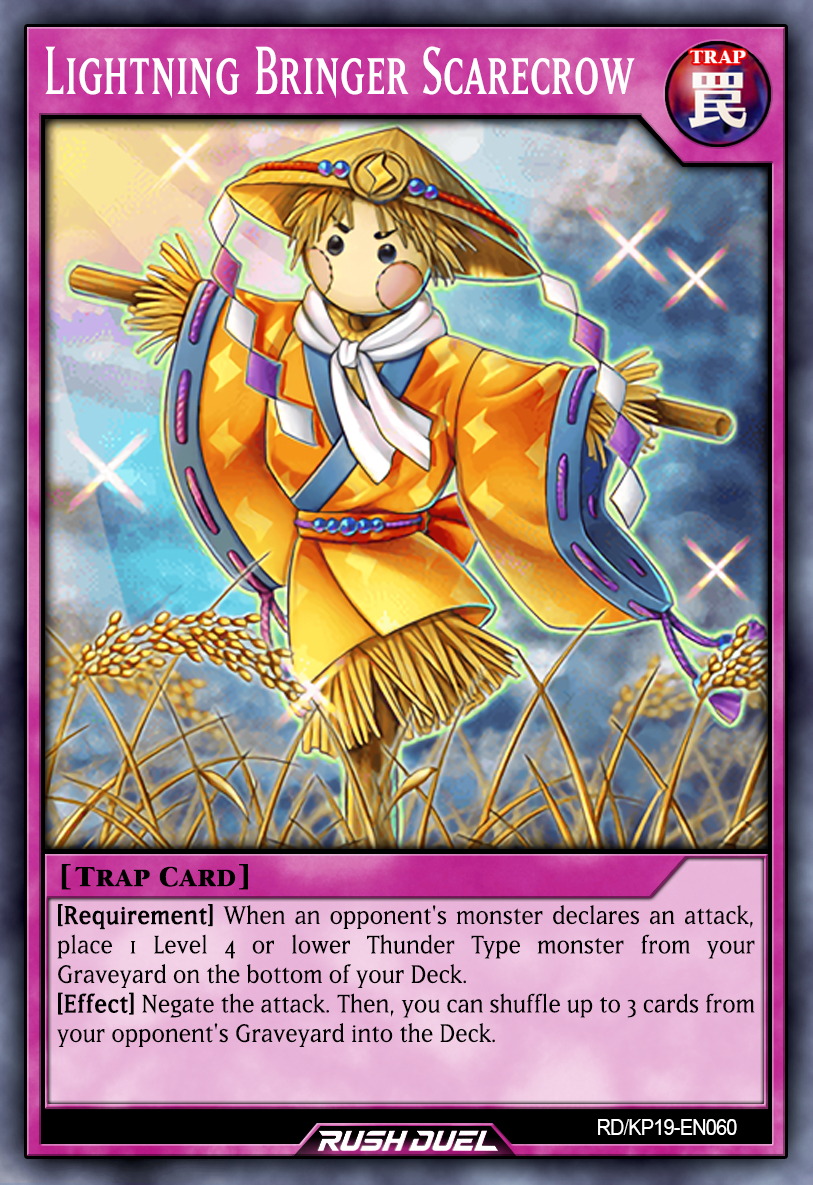 Lightning Bringer Scarecrow
TRAP
罠
[Trap Card]
[Requirement] When an opponent's monster declares an attack,
place 1 Level 4 or lower Thunder Type monster from your
Graveyard on the bottom of your Deck.
[Effect] Negate the attack. Then, you can shuffle up to 3 cards from
your opponent's Graveyard into the Deck.
RD/KP19-EN060
RUSH DUEL